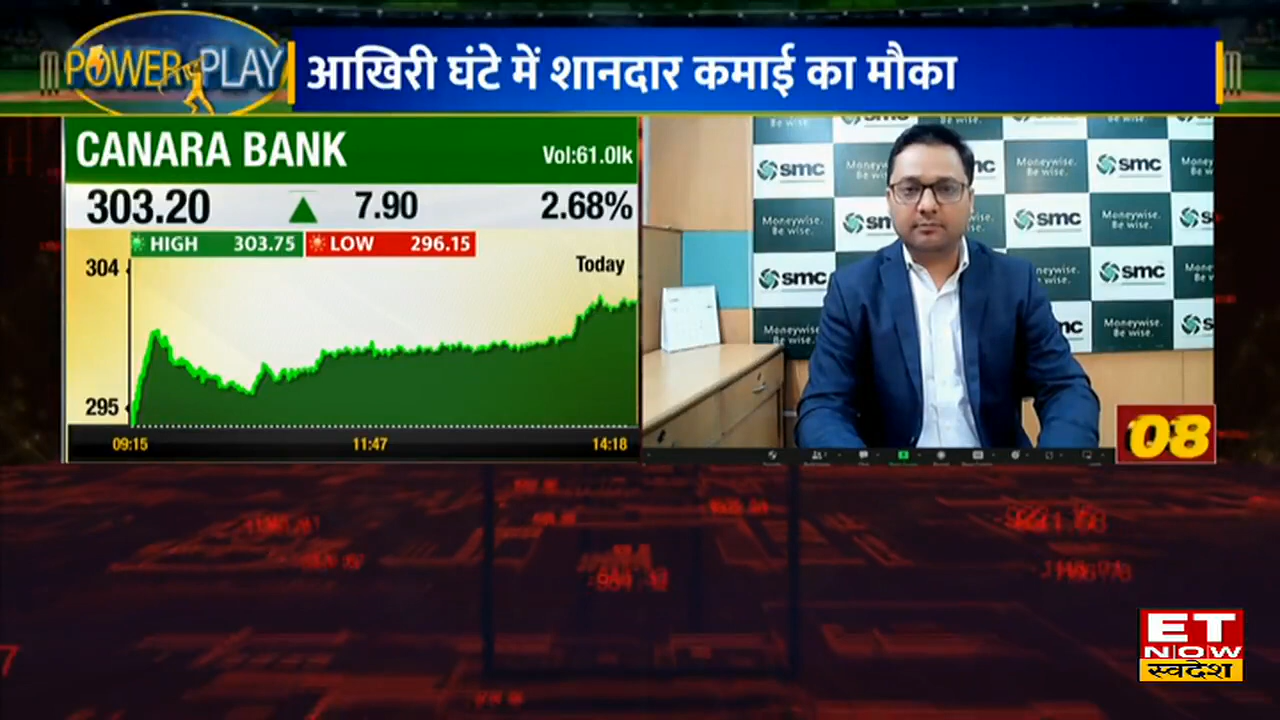 POWER PLAY
आखिरी घंटे में शानदार कमाई का मौका
CANARA BANK
Vol:61.0lk
303.20 ▲ 7.90 2.68%
HIGH 303.75 LOW 296.15
304
Today
295
09:15 11:47 14:18
smc
Moneywise.
Be wise.
08
ET
NOW
स्वदेश